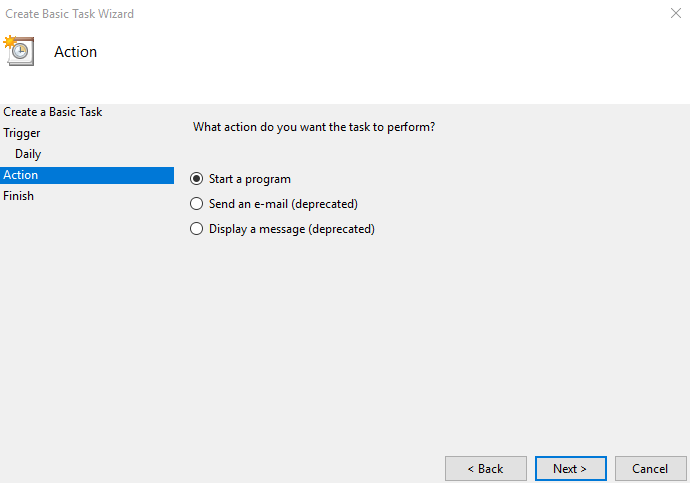 Create Basic Task Wizard
Action
Create a Basic Task
Trigger
Daily
Action
Finish
What action do you want the task to perform?
Start a program
Send an e-mail (deprecated)
Display a message (deprecated)
< Back
Next >
Cancel